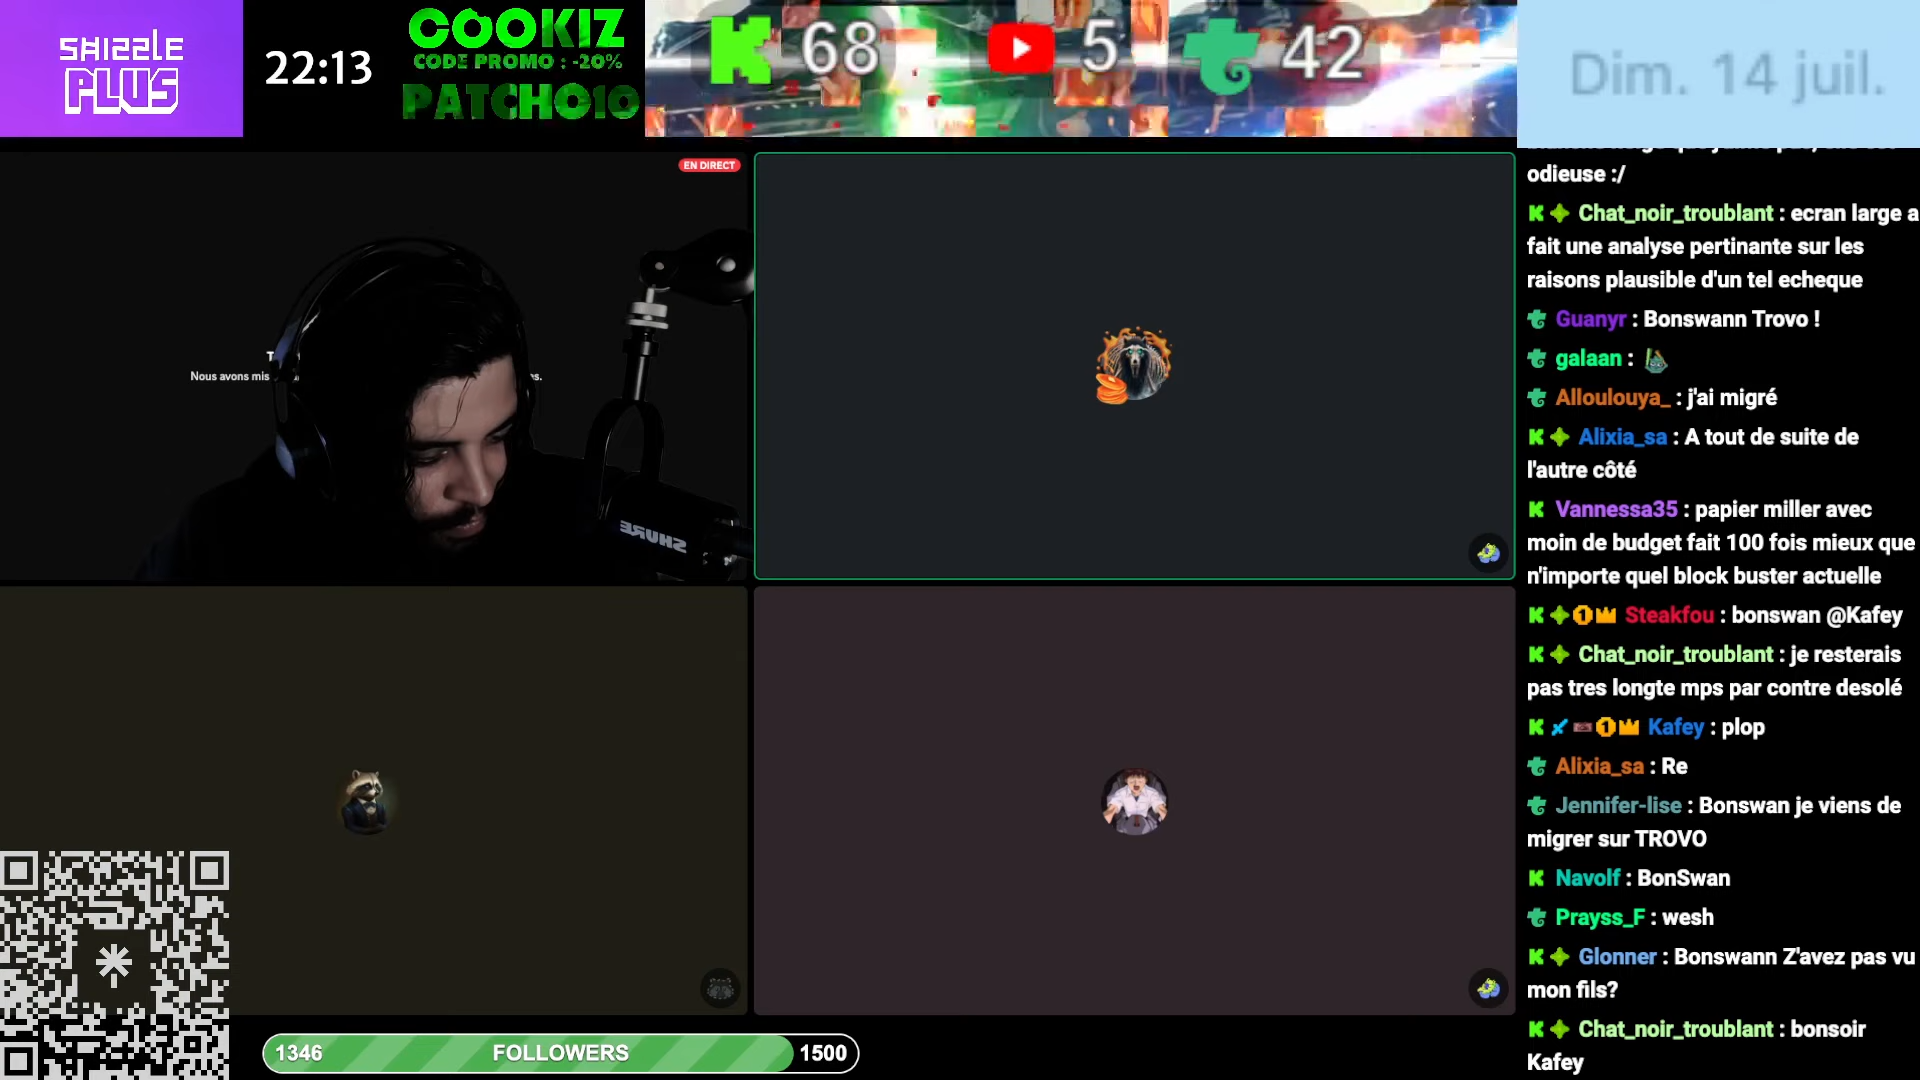 SHIZZLE
PLUS
22:13
COOKIZ
CODE PROMO : -20%
PATCHO10
68
5
42
Dim. 14 juil.
EN DIRECT
Nous avons mis
SHURE
odieuse :/
Chat_noir_troublant : ecran large a
fait une analyse pertinante sur les
raisons plausible d'un tel echeque
Guanyr : Bonswann Trovo !
galaan :
Alloulouya_ : j'ai migré
Alixia_sa : A tout de suite de
l'autre côté
Vannessa35 : papier miller avec
moin de budget fait 100 fois mieux que
n'importe quel block buster actuelle
Steakfou : bonswan @Kafey
Chat_noir_troublant : je resterais
pas tres longte mps par contre desolé
Kafey : plop
Alixia_sa : Re
Jennifer-lise : Bonswan je viens de
migrer sur TROVO
Navolf : BonSwan
Prayss_F : wesh
Glonner : Bonswann Z'avez pas vu
mon fils?
Chat_noir_troublant : bonsoir
Kafey
1346 FOLLOWERS 1500